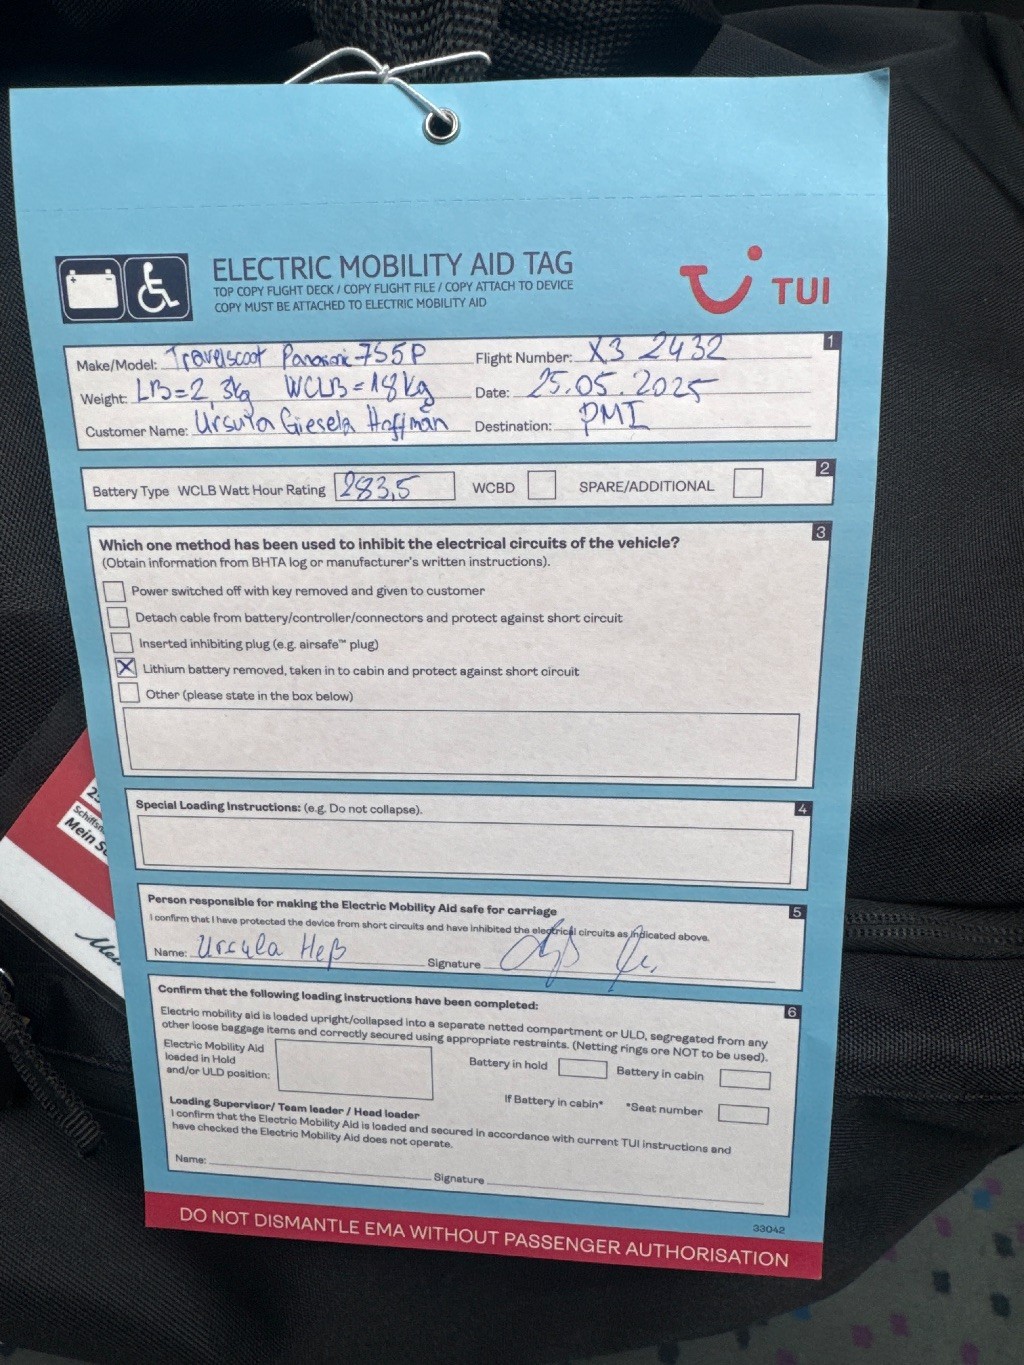 ELECTRIC MOBILITY AID TAG
TOP COPY FLIGHT DECK / COPY FLIGHT FILE / COPY ATTACH TO DEVICE
COPY MUST BE ATTACHED TO ELECTRIC MOBILITY AID
TUI
1
Make/Model: Travelscoot Panasonic 7S5P Flight Number: X3 2432
Weight: LB=2,3kg WCLB=18kg Date: 25.05.2025
Customer Name: Ursula Giesela Hoffman Destination: PMI
2
Battery Type WCLB Watt Hour Rating 283,5 WCBD SPARE/ADDITIONAL
3
Which one method has been used to inhibit the electrical circuits of the vehicle?
(Obtain information from BHTA log or manufacturer's written instructions).
Power switched off with key removed and given to customer
Detach cable from battery/controller/connectors and protect against short circuit
Inserted inhibiting plug (e.g. airsafe™ plug)
X Lithium battery removed, taken in to cabin and protect against short circuit
Other (please state in the box below)
4
Special Loading Instructions: (e.g. Do not collapse).
5
Person responsible for making the Electric Mobility Aid safe for carriage
I confirm that I have protected the device from short circuits and have inhibited the electrical circuits as indicated above.
Name: Ursula Heß Signature
6
Confirm that the following loading instructions have been completed:
Electric mobility aid is loaded upright/collapsed into a separate netted compartment or ULD, segregated from any
other loose baggage items and correctly secured using appropriate restraints. (Netting rings are NOT to be used).
Electric Mobility Aid
loaded in Hold
and/or ULD position:
Battery in hold Battery in cabin
If Battery in cabin* *Seat number
Loading Supervisor/ Team leader / Head loader
I confirm that the Electric Mobility Aid is loaded and secured in accordance with current TUI instructions and
have checked the Electric Mobility Aid does not operate.
Name: Signature
33042
DO NOT DISMANTLE EMA WITHOUT PASSENGER AUTHORISATION
Mein